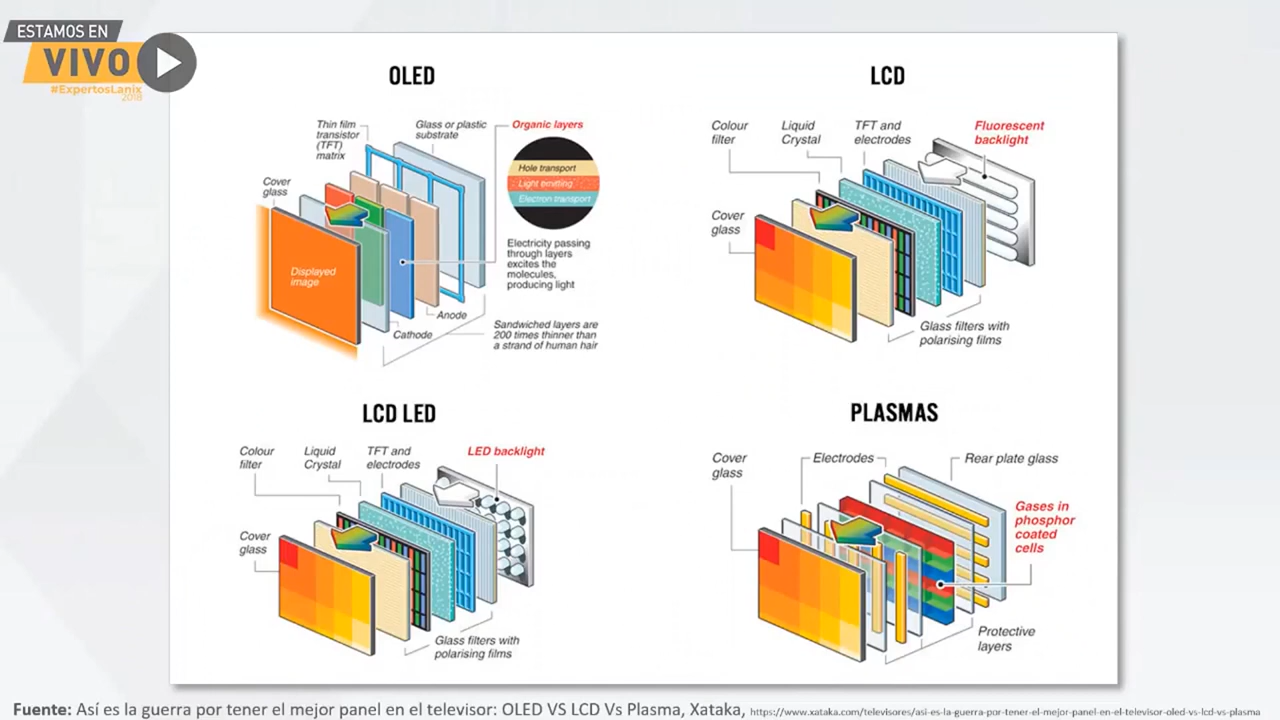 ESTAMOS EN
VIVO
#ExpertosLanix
2018
OLED
Thin film
transistor
(TFT)
matrix
Glass or plastic
substrate
Organic layers
Cover
glass
Hole transport
Light emitting
Electron transport
Displayed
image
Electricity passing
through layers
excites the
molecules,
producing light
Anode
Cathode
Sandwiched layers are
200 times thinner than
a strand of human hair
LCD
Colour
filter
Liquid
Crystal
TFT and
electrodes
Fluorescent
backlight
Cover
glass
Glass filters with
polarising films
LCD LED
Colour
filter
Liquid
Crystal
TFT and
electrodes
LED backlight
Cover
glass
Glass filters with
polarising films
PLASMAS
Cover
glass
Electrodes
Rear plate glass
Gases in
phosphor
coated
cells
Protective
layers
Fuente: Así es la guerra por tener el mejor panel en el televisor: OLED VS LCD Vs Plasma, Xataka, https://www.xataka.com/televisores/asi-es-la-guerra-por-tener-el-mejor-panel-en-el-televisor-oled-vs-lcd-vs-plasma